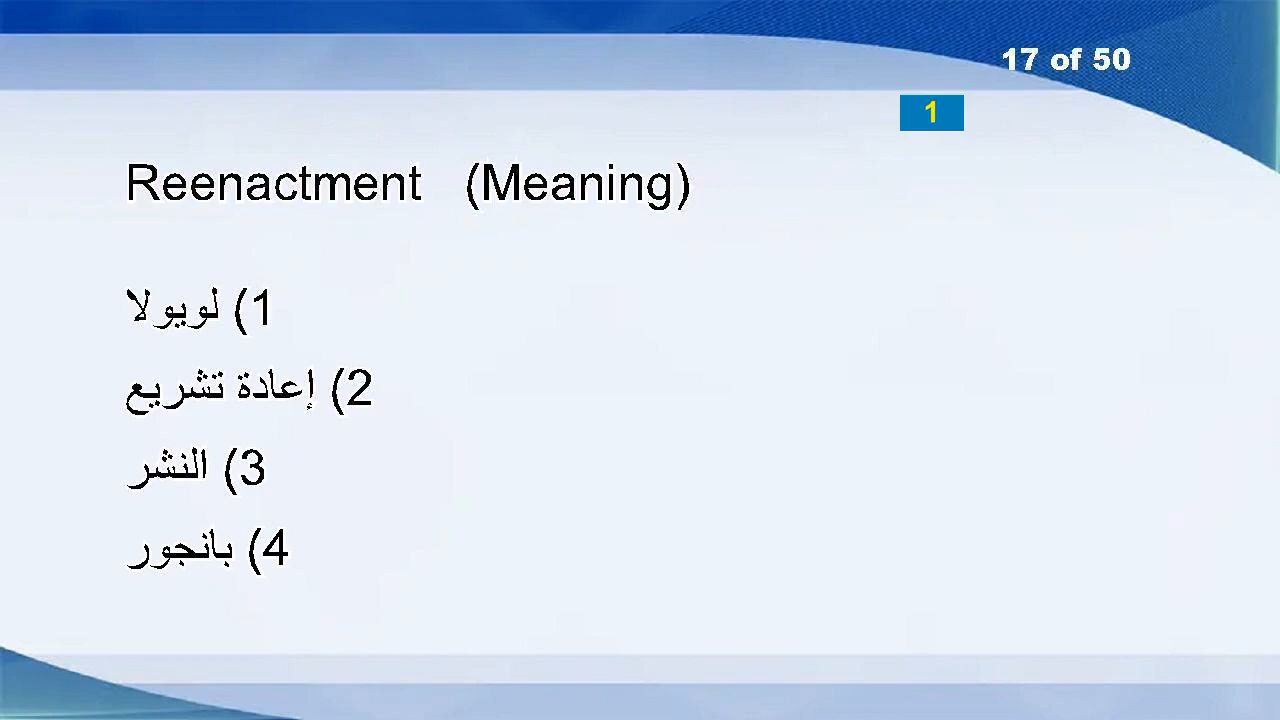 17 of 50
1
Reenactment (Meaning)
1) لويولا
2) إعادة تشريع
3) النشر
4) بانجور